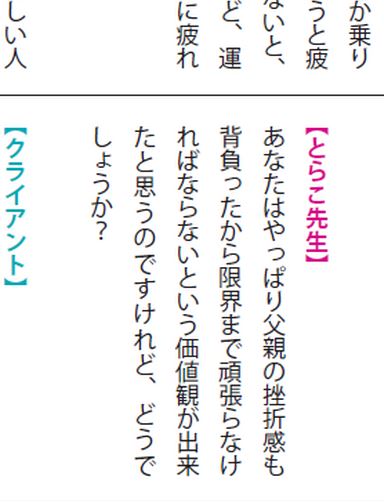 か乗り
うと疲
ないと、
ど、運
に疲れ
しい人
【とらこ先生】
あなたはやっぱり父親の挫折感も
背負ったから限界まで頑張らなけ
ればならないという価値観が出来
たと思うのですけれど、どうで
しょうか？
【クライアント】